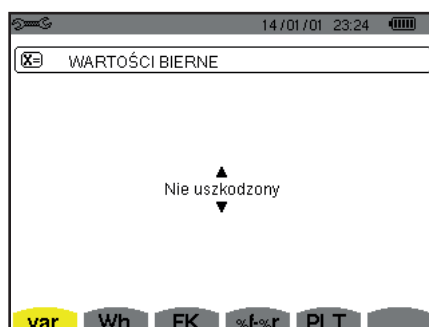 14/01/01 23:24
X= WARTOŚCI BIERNE
Nie uszkodzony
var Wh FK %f-%r PLT